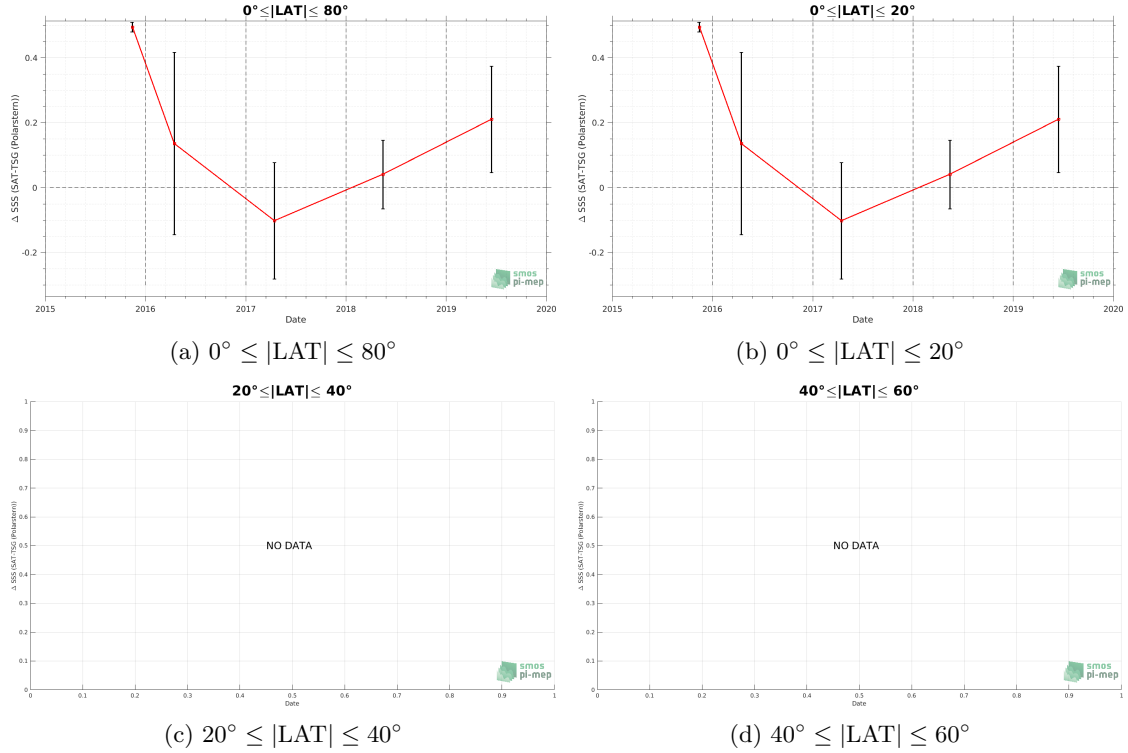 0°≤|LAT|≤ 80°
Δ SSS (SAT-TSG (Polarstern))
0.4
0.2
0
-0.2
2015 2016 2017 2018 2019 2020
Date
smos
pi-mep
(a) 0° ≤ |LAT| ≤ 80°
0°≤|LAT|≤ 20°
Δ SSS (SAT-TSG (Polarstern))
0.4
0.2
0
-0.2
2015 2016 2017 2018 2019 2020
Date
smos
pi-mep
(b) 0° ≤ |LAT| ≤ 20°
20°≤|LAT|≤ 40°
Δ SSS (SAT-TSG (Polarstern))
1
0.9
0.8
0.7
0.6
0.5
0.4
0.3
0.2
0.1
0
NO DATA
0 0.1 0.2 0.3 0.4 0.5 0.6 0.7 0.8 0.9 1
Date
smos
pi-mep
(c) 20° ≤ |LAT| ≤ 40°
40°≤|LAT|≤ 60°
Δ SSS (SAT-TSG (Polarstern))
1
0.9
0.8
0.7
0.6
0.5
0.4
0.3
0.2
0.1
0
NO DATA
0 0.1 0.2 0.3 0.4 0.5 0.6 0.7 0.8 0.9 1
Date
smos
pi-mep
(d) 40° ≤ |LAT| ≤ 60°